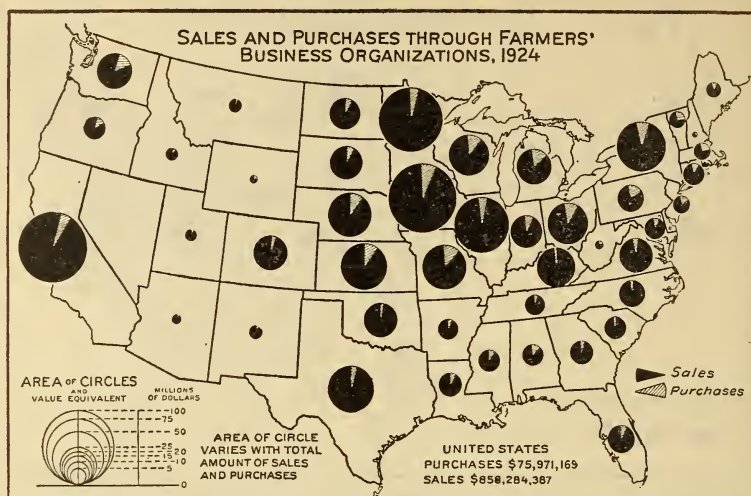 SALES AND PURCHASES THROUGH FARMERS'
BUSINESS ORGANIZATIONS, 1924
Sales
Purchases
AREA OF CIRCLES
AND
VALUE EQUIVALENT
MILLIONS
OF DOLLARS
100
75
50
25
20
15
10
5
0
AREA OF CIRCLE
VARIES WITH TOTAL
AMOUNT OF SALES
AND PURCHASES
UNITED STATES
PURCHASES $75,971,169
SALES $858,284,387